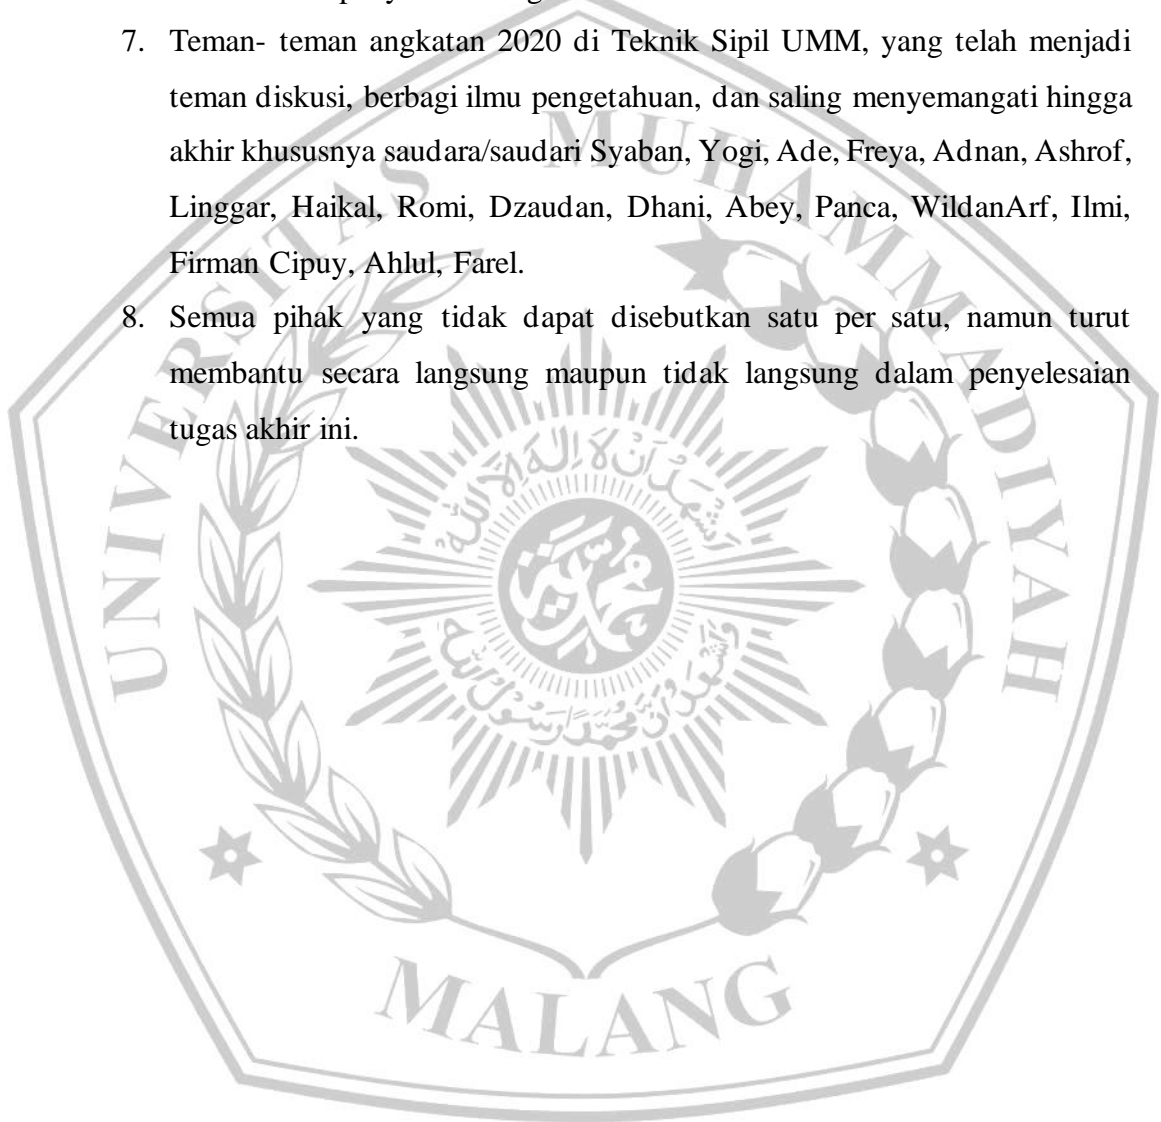 7. Teman- teman angkatan 2020 di Teknik Sipil UMM, yang telah menjadi
teman diskusi, berbagi ilmu pengetahuan, dan saling menyemangati hingga
akhir khususnya saudara/saudari Syaban, Yogi, Ade, Freya, Adnan, Ashrof,
Linggar, Haikal, Romi, Dzaudan, Dhani, Abey, Panca, WildanArf, Ilmi,
Firman Cipuy, Ahlul, Farel.
8. Semua pihak yang tidak dapat disebutkan satu per satu, namun turut
membantu secara langsung maupun tidak langsung dalam penyelesaian
tugas akhir ini.
UNIVERSITAS MUHAMMADIYAH
MALANG